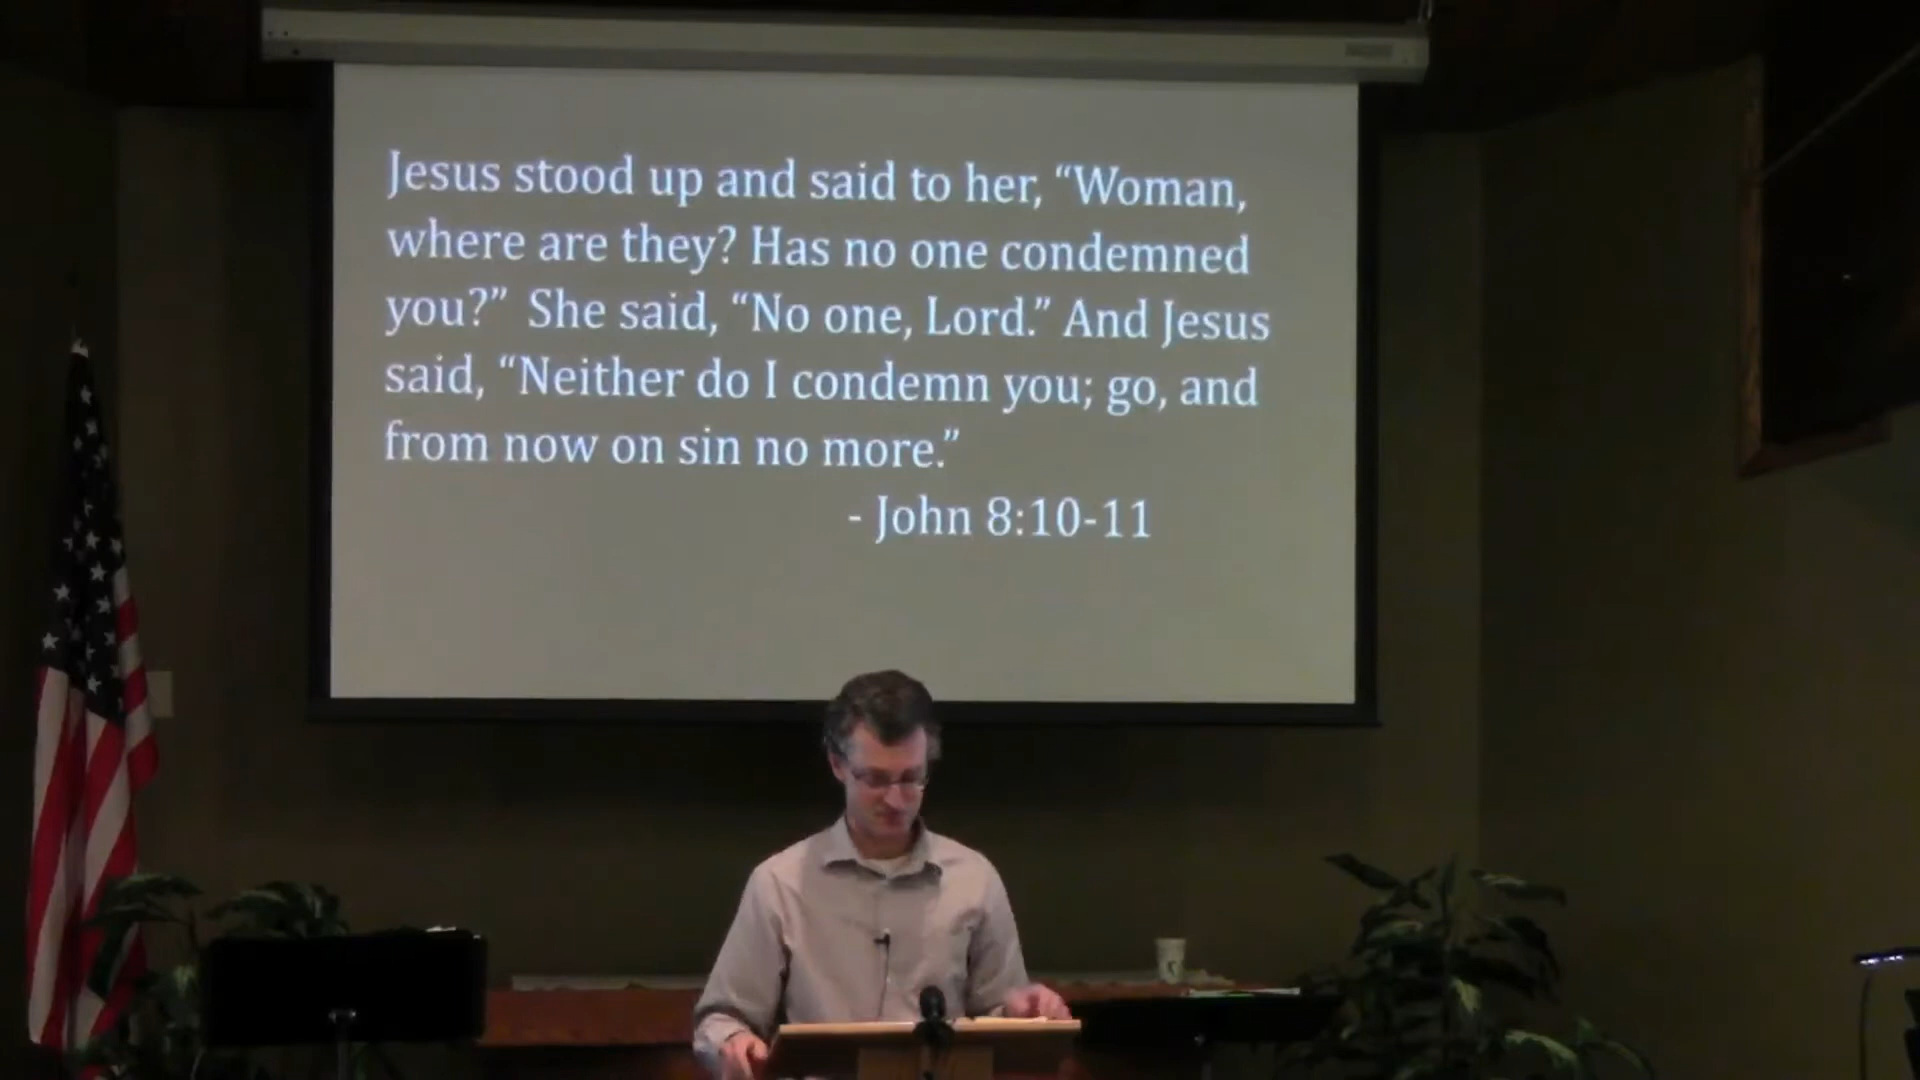 Jesus stood up and said to her, “Woman,
where are they? Has no one condemned
you?”  She said, “No one, Lord.” And Jesus
said, “Neither do I condemn you; go, and
from now on sin no more.”
- John 8:10-11